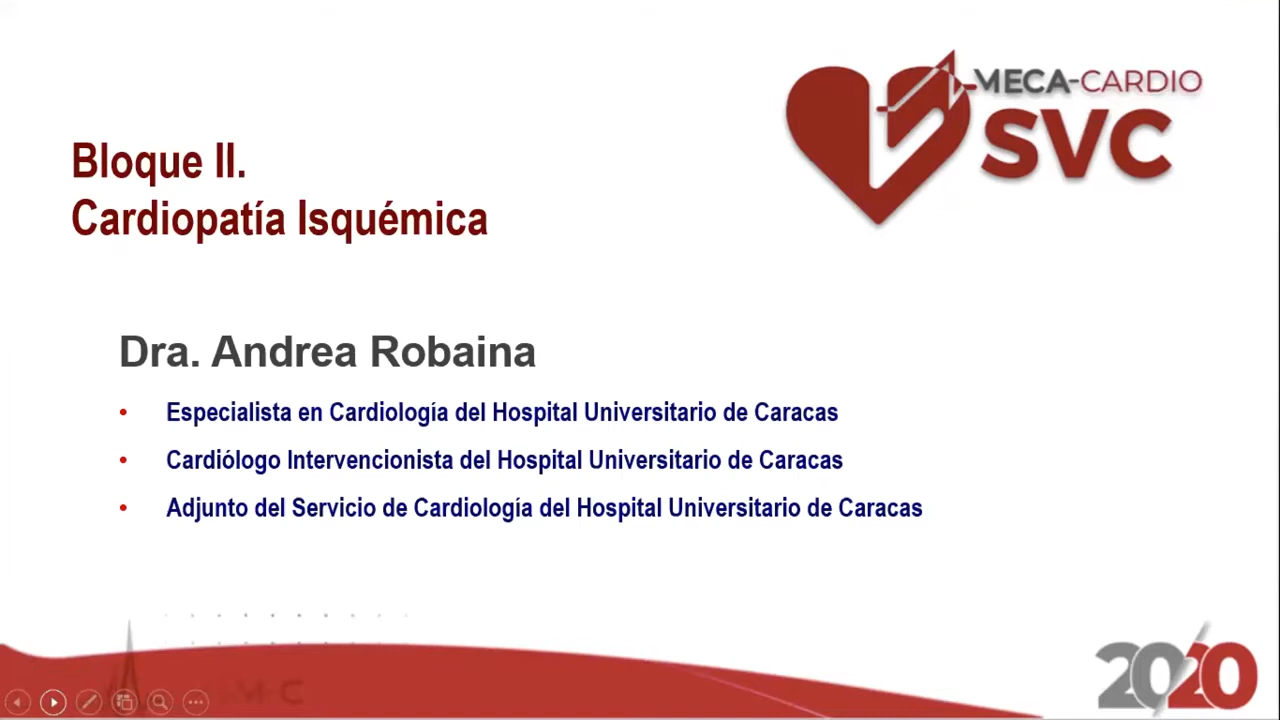 MECA-CARDIO
SVC
Bloque II.
Cardiopatía Isquémica
Dra. Andrea Robaina
• Especialista en Cardiología del Hospital Universitario de Caracas
• Cardiólogo Intervencionista del Hospital Universitario de Caracas
• Adjunto del Servicio de Cardiología del Hospital Universitario de Caracas
2020